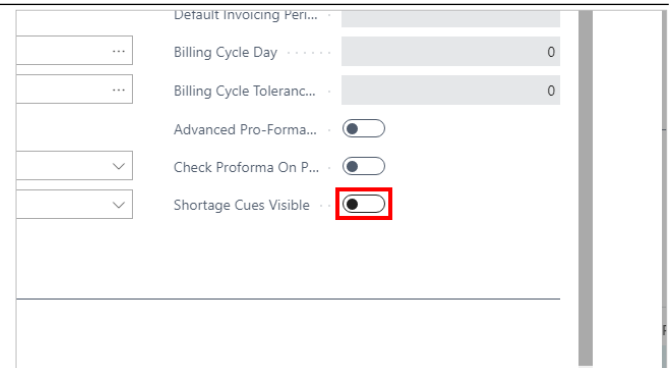 Default Invoicing Peri...
Billing Cycle Day 0
Billing Cycle Toleranc... 0
Advanced Pro-Forma...
Check Proforma On P...
Shortage Cues Visible